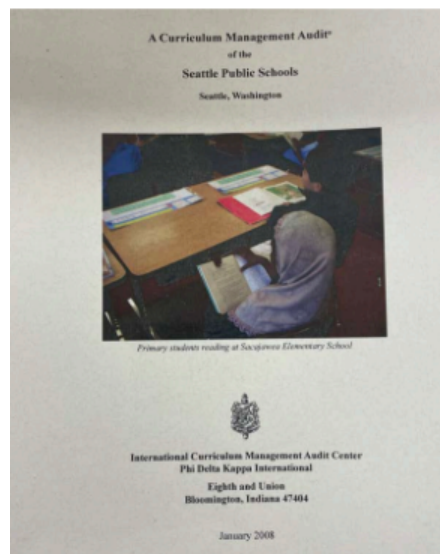 A Curriculum Management Audit®
of the
Seattle Public Schools
Seattle, Washington
Primary students reading at Sacajawea Elementary School
International Curriculum Management Audit Center
Phi Delta Kappa International
Eighth and Union
Bloomington, Indiana 47404
January 2008